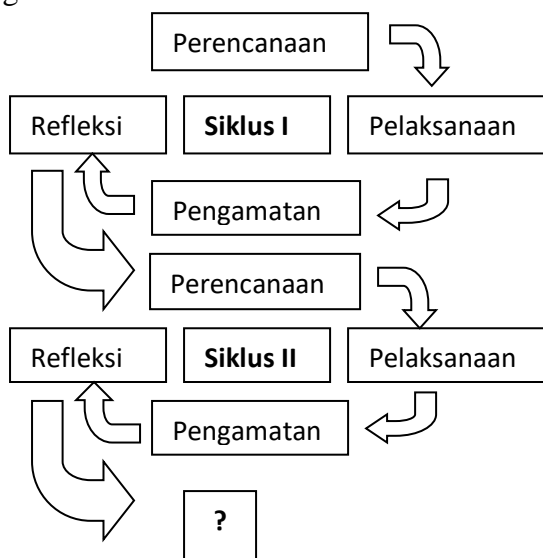 Perencanaan
Refleksi
Siklus I
Pelaksanaan
Pengamatan
Perencanaan
Refleksi
Siklus II
Pelaksanaan
Pengamatan
?